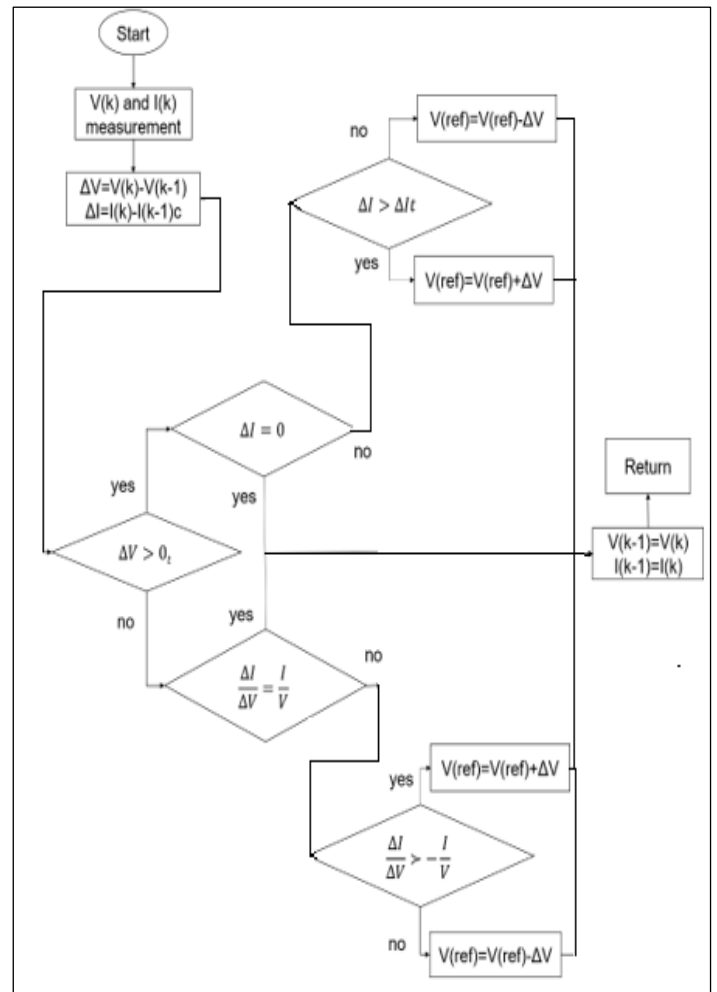 Start
V(k) and I(k)
measurement
ΔV=V(k)-V(k-1)
ΔI=I(k)-I(k-1)c
no
V(ref)=V(ref)-ΔV
ΔI > ΔIt
yes
V(ref)=V(ref)+ΔV
ΔI = 0
no
yes
yes
Return
ΔV > 0t
V(k-1)=V(k)
I(k-1)=I(k)
no
yes
no
ΔI/ΔV = I/V
yes
V(ref)=V(ref)+ΔV
ΔI/ΔV > -I/V
no
V(ref)=V(ref)-ΔV